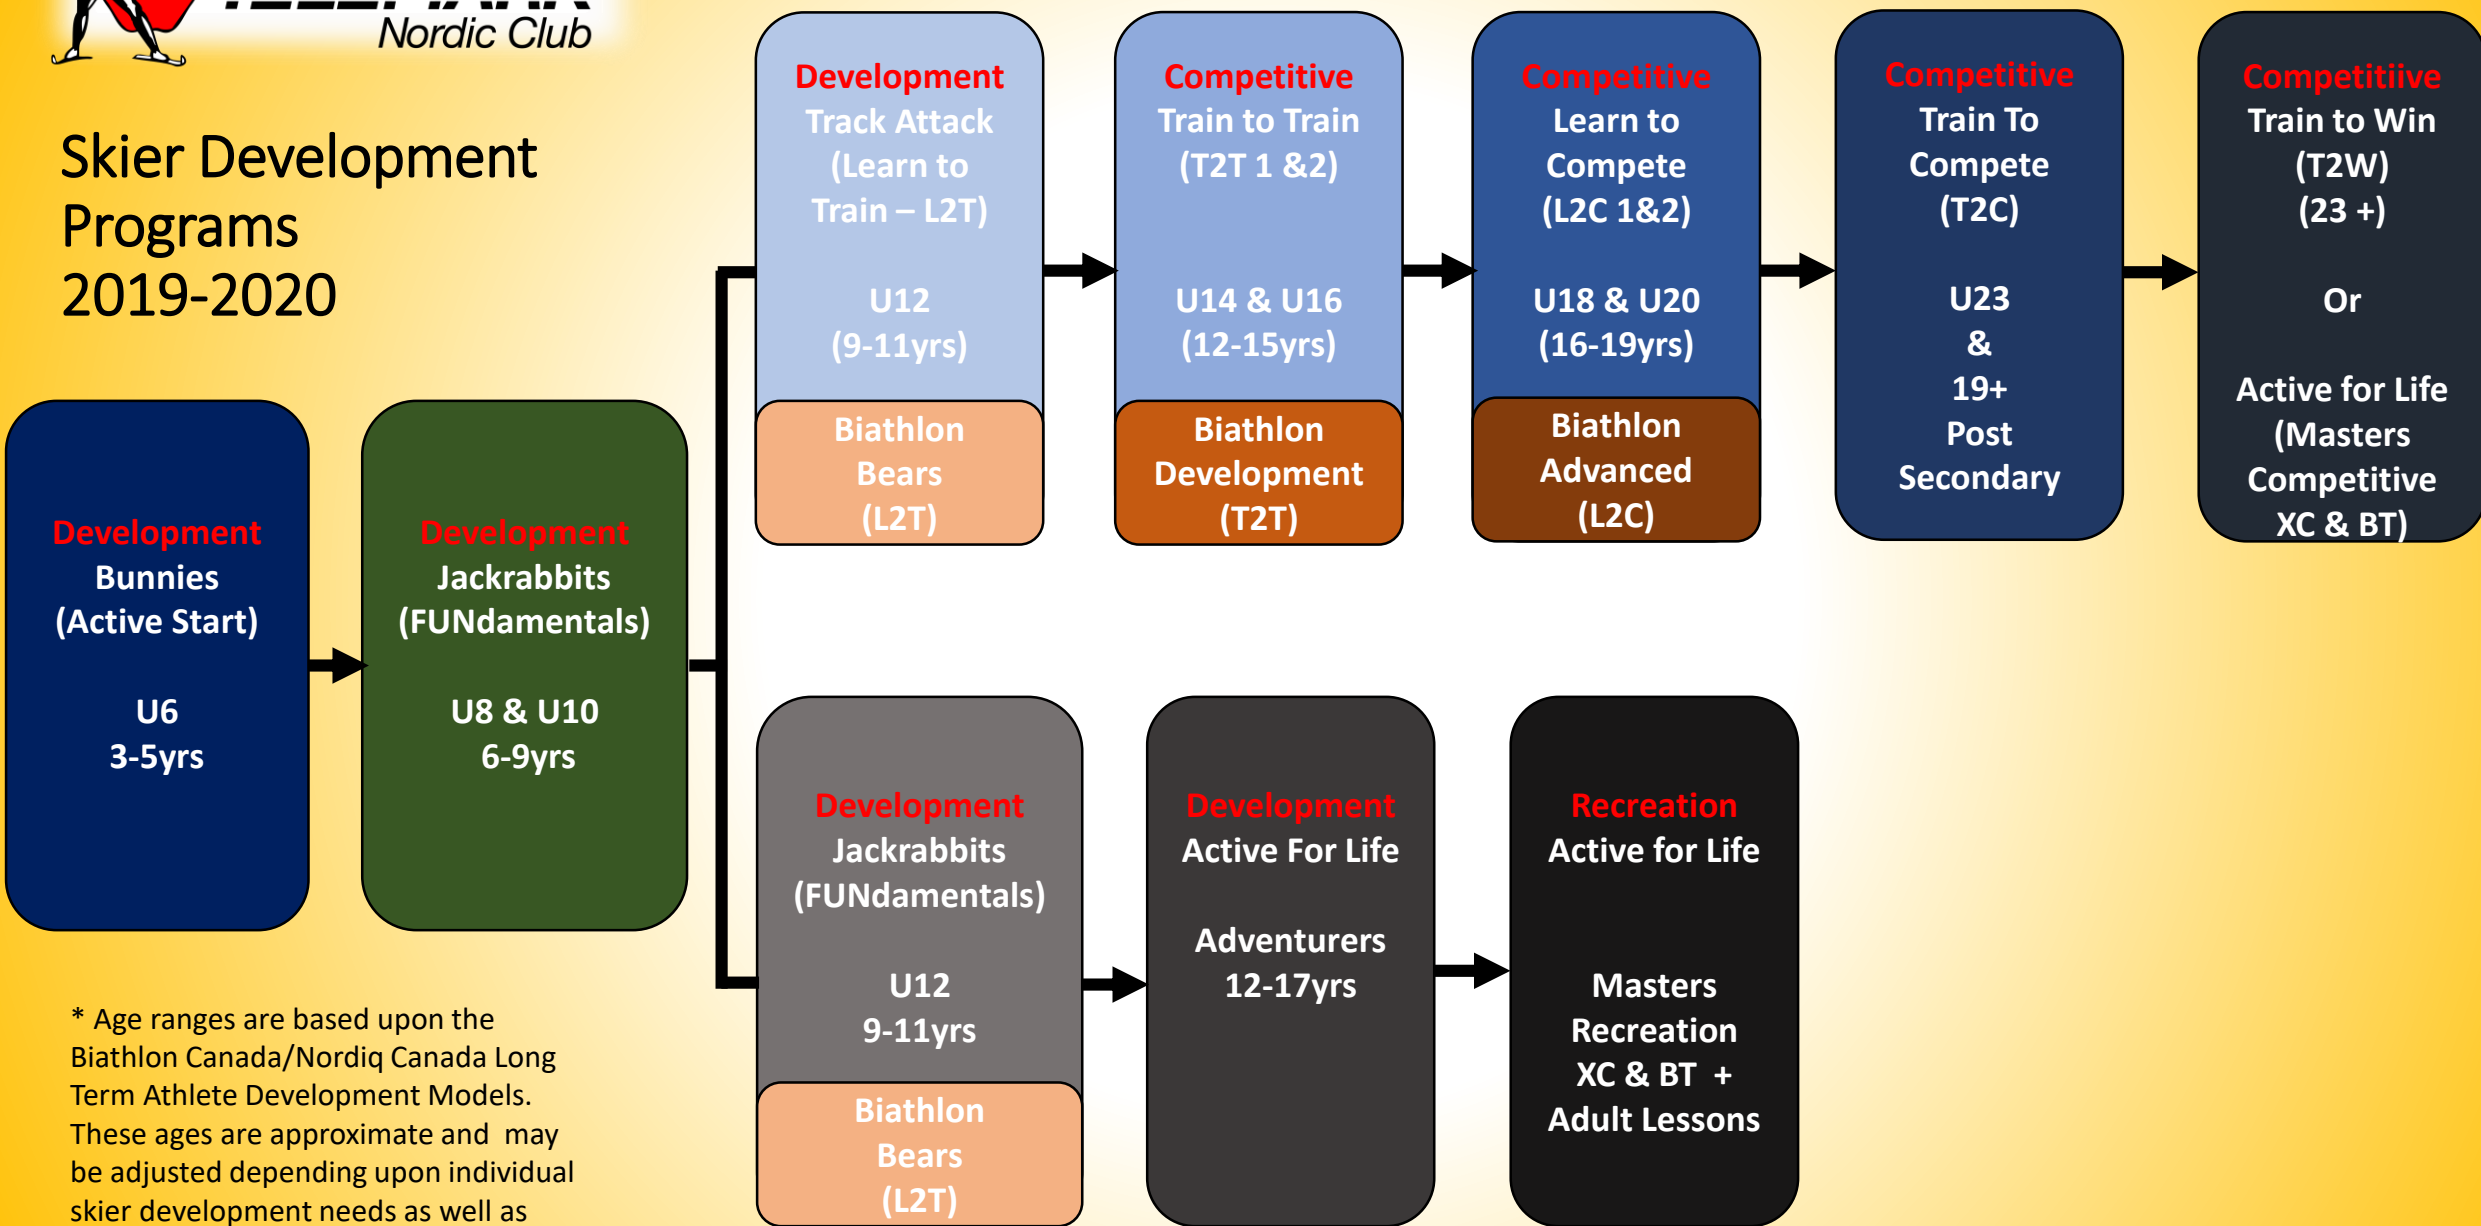 Nordic Club
Skier Development
Programs
2019-2020
Development
Bunnies
(Active Start)
U6
3-5yrs
Development
Jackrabbits
(FUNdamentals)
U8 & U10
6-9yrs
Development
Track Attack
(Learn to
Train – L2T)
U12
(9-11yrs)
Biathlon
Bears
(L2T)
Competitive
Train to Train
(T2T 1 &2)
U14 & U16
(12-15yrs)
Biathlon
Development
(T2T)
Competitive
Learn to
Compete
(L2C 1&2)
U18 & U20
(16-19yrs)
Biathlon
Advanced
(L2C)
Competitive
Train To
Compete
(T2C)
U23
&
19+
Post
Secondary
Competitiive
Train to Win
(T2W)
(23 +)
Or
Active for Life
(Masters
Competitive
XC & BT)
Development
Jackrabbits
(FUNdamentals)
U12
9-11yrs
Biathlon
Bears
(L2T)
Development
Active For Life
Adventurers
12-17yrs
Recreation
Active for Life
Masters
Recreation
XC & BT +
Adult Lessons
* Age ranges are based upon the
Biathlon Canada/Nordiq Canada Long
Term Athlete Development Models.
These ages are approximate and may
be adjusted depending upon individual
skier development needs as well as